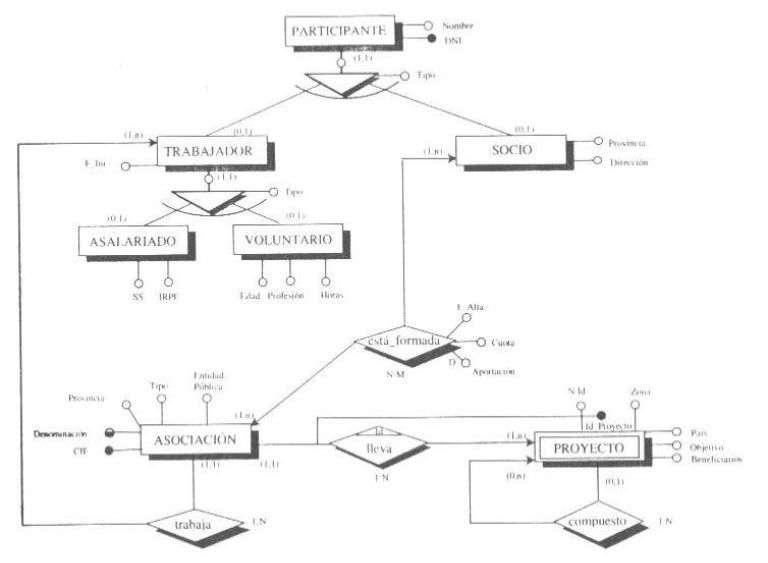 Nombre
PARTICIPANTE
DNI
(1,1)
Tipo
(1,n)
(0,1)
(0,1)
TRABAJADOR
(1,n)
SOCIO
Provincia
F_Ini
(1,1)
Dirección
Tipo
(0,1)
(0,1)
ASALARIADO
VOLUNTARIO
SS
IRPF
Edad
Profesión
Horas
F_Alta
está_formada
Cuota
N:M
D
Aportación
Entidad
Pública
Tipo
Provincia
N_Id
Zona
(1,n)
Denominación
ASOCIACIÓN
Id
Id_Proyecto
País
CIF
(1,1)
(1,1)
lleva
(1,n)
PROYECTO
Objetivo
Beneficiarios
1:N
(0,n)
(0,1)
trabaja
1:N
compuesto
1:N